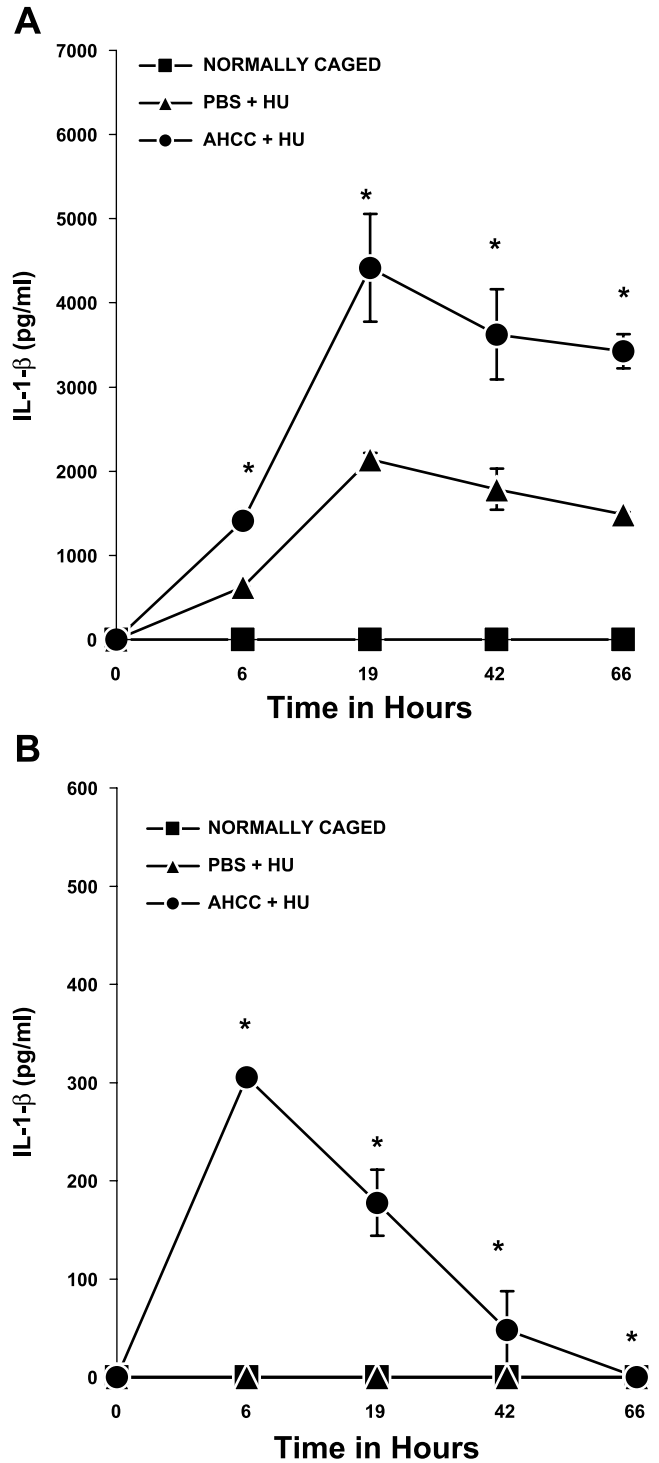 A
7000
6000
5000
4000
3000
2000
1000
0
IL-1-β (pg/ml)
NORMALLY CAGED
PBS + HU
AHCC + HU
*
*
*
*
0 6 19 42 66
Time in Hours
B
600
500
400
300
200
100
0
IL-1-β (pg/ml)
NORMALLY CAGED
PBS + HU
AHCC + HU
*
*
*
*
0 6 19 42 66
Time in Hours